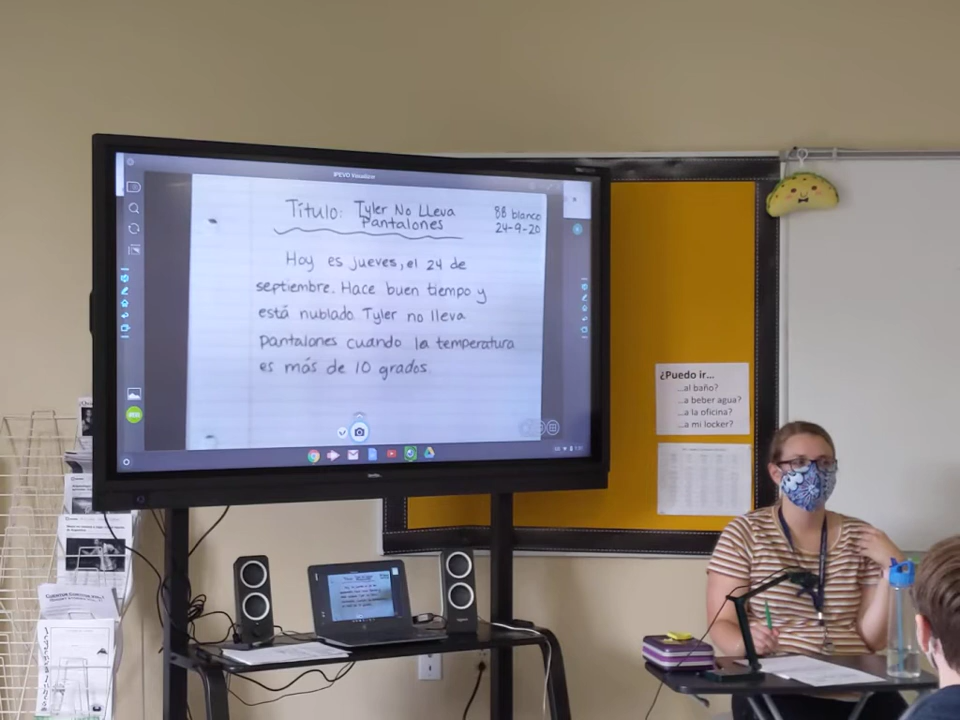 IPEVO Visualizer
Título: Tyler No Lleva
Pantalones
8B blanco
24-9-20
Hoy es jueves, el 24 de
septiembre. Hace buen tiempo y
está nublado. Tyler no lleva
pantalones cuando la temperatura
es más de 10 grados.
¿Puedo ir...
...al baño?
...a beber agua?
...a la oficina?
...a mi locker?